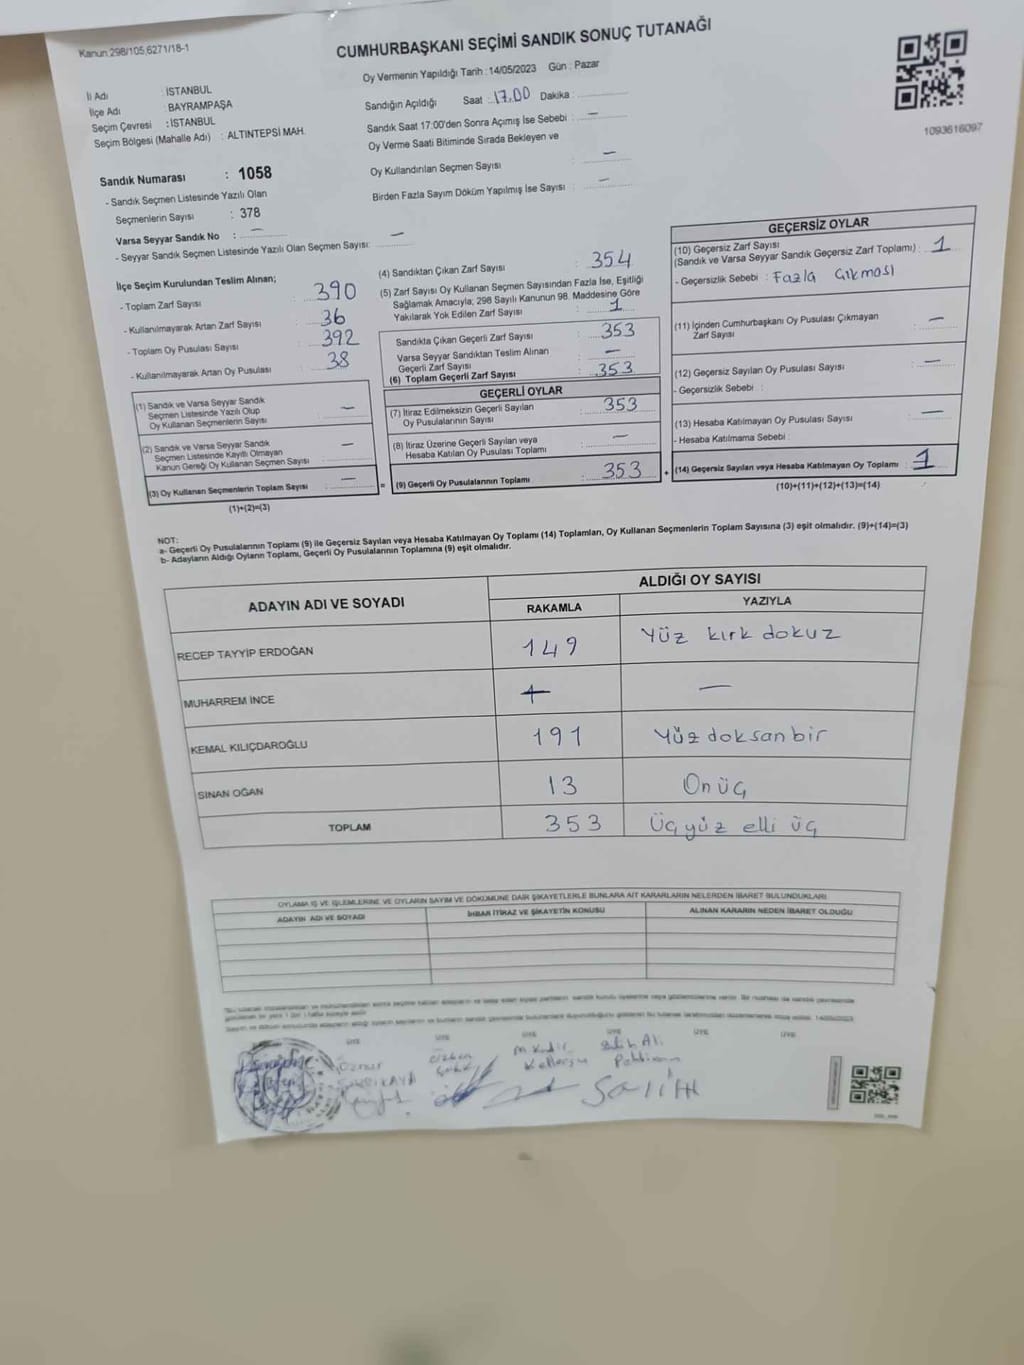 Kanun 298/105,6271/18-1
CUMHURBAŞKANI SEÇİMİ SANDIK SONUÇ TUTANAĞI
İl Adı : İSTANBUL
İlçe Adı : BAYRAMPAŞA
Seçim Çevresi : İSTANBUL
Seçim Bölgesi (Mahalle Adı) : ALTINTEPSİ MAH.
Sandık Numarası : 1058
- Sandık Seçmen Listesinde Yazılı Olan
Seçmenlerin Sayısı : 378
Varsa Seyyar Sandık No : —
- Seyyar Sandık Seçmen Listesinde Yazılı Olan Seçmen Sayısı: —
Oy Vermenin Yapıldığı Tarih : 14/05/2023 Gün : Pazar
Sandığın Açıldığı Saat : 17.00 Dakika :
Sandık Saat 17:00'den Sonra Açımış İse Sebebi : —
Oy Verme Saati Bitiminde Sırada Bekleyen ve
Oy Kullandırılan Seçmen Sayısı : —
Birden Fazla Sayım Döküm Yapılmış İse Sayısı : —
1093616097
İlçe Seçim Kurulundan Teslim Alınan;
- Toplam Zarf Sayısı : 390
- Kullanılmayarak Artan Zarf Sayısı : 36
- Toplam Oy Pusulası Sayısı : 392
- Kullanılmayarak Artan Oy Pusulası : 38
(1) Sandık ve Varsa Seyyar Sandık
Seçmen Listesinde Yazılı Olup
Oy Kullanan Seçmenlerin Sayısı : —
(2) Sandık ve Varsa Seyyar Sandık
Seçmen Listesinde Kayıtlı Olmayan
Kanun Gereği Oy Kullanan Seçmen Sayısı : —
(3) Oy Kullanan Seçmenlerin Toplam Sayısı : —
(1)+(2)=(3)
(4) Sandıktan Çıkan Zarf Sayısı : 354
(5) Zarf Sayısı Oy Kullanan Seçmen Sayısından Fazla İse, Eşitliği
Sağlamak Amacıyla; 298 Sayılı Kanunun 98. Maddesine Göre
Yakılarak Yok Edilen Zarf Sayısı : 1
Sandıkta Çıkan Geçerli Zarf Sayısı : 353
Varsa Seyyar Sandıktan Teslim Alınan
Geçerli Zarf Sayısı : —
(6) Toplam Geçerli Zarf Sayısı : 353
GEÇERLİ OYLAR
(7) İtiraz Edilmeksizin Geçerli Sayılan
Oy Pusulasının Sayısı : 353
(8) İtiraz Üzerine Geçerli Sayılan veya
Hesaba Katılan Oy Pusulası Toplamı : —
= (9) Geçerli Oy Pusulalarının Toplamı : 353
GEÇERSİZ OYLAR
(10) Geçersiz Zarf Sayısı
(Sandık ve Varsa Seyyar Sandık Geçersiz Zarf Toplamı) : 1
- Geçersizlik Sebebi : Fazla Çıkması
(11) İçinden Cumhurbaşkanı Oy Pusulası Çıkmayan
Zarf Sayısı : —
(12) Geçersiz Sayılan Oy Pusulası Sayısı : —
- Geçersizlik Sebebi :
(13) Hesaba Katılmayan Oy Pusulası Sayısı : —
- Hesaba Katılmama Sebebi :
+ (14) Geçersiz Sayılan veya Hesaba Katılmayan Oy Toplamı : 1
(10)+(11)+(12)+(13)=(14)
NOT:
a- Geçerli Oy Pusulalarının Toplamı (9) ile Geçersiz Sayılan veya Hesaba Katılmayan Oy Toplamı (14) Toplamları, Oy Kullanan Seçmenlerin Toplam Sayısına (3) eşit olmalıdır. (9)+(14)=(3)
b- Adayların Aldığı Oyların Toplamı, Geçerli Oy Pusulalarının Toplamına (9) eşit olmalıdır.
ADAYIN ADI VE SOYADI ALDIĞI OY SAYISI
RAKAMLA YAZIYLA
RECEP TAYYİP ERDOĞAN 149 Yüz kırk dokuz
MUHARREM İNCE — —
KEMAL KILIÇDAROĞLU 191 Yüz doksan bir
SİNAN OĞAN 13 On üç
TOPLAM 353 Üç yüz elli üç
OYLAMA İŞ VE İŞLEMLERİNE VE OYLARIN SAYIM VE DÖKÜMÜNE DAİR ŞİKAYETLERLE BUNLARA AİT KARARLARIN NELERDEN İBARET BULUNDUKLARI
ADAYIN ADI VE SOYADI İHBAR İTİRAZ VE ŞİKAYETİN KONUSU ALINAN KARARIN NEDEN İBARET OLDUĞU
ÜYE ÜYE ÜYE ÜYE ÜYE ÜYE
Öznur
SARIKAYA
M. Kadir
Salih Ali
Salih